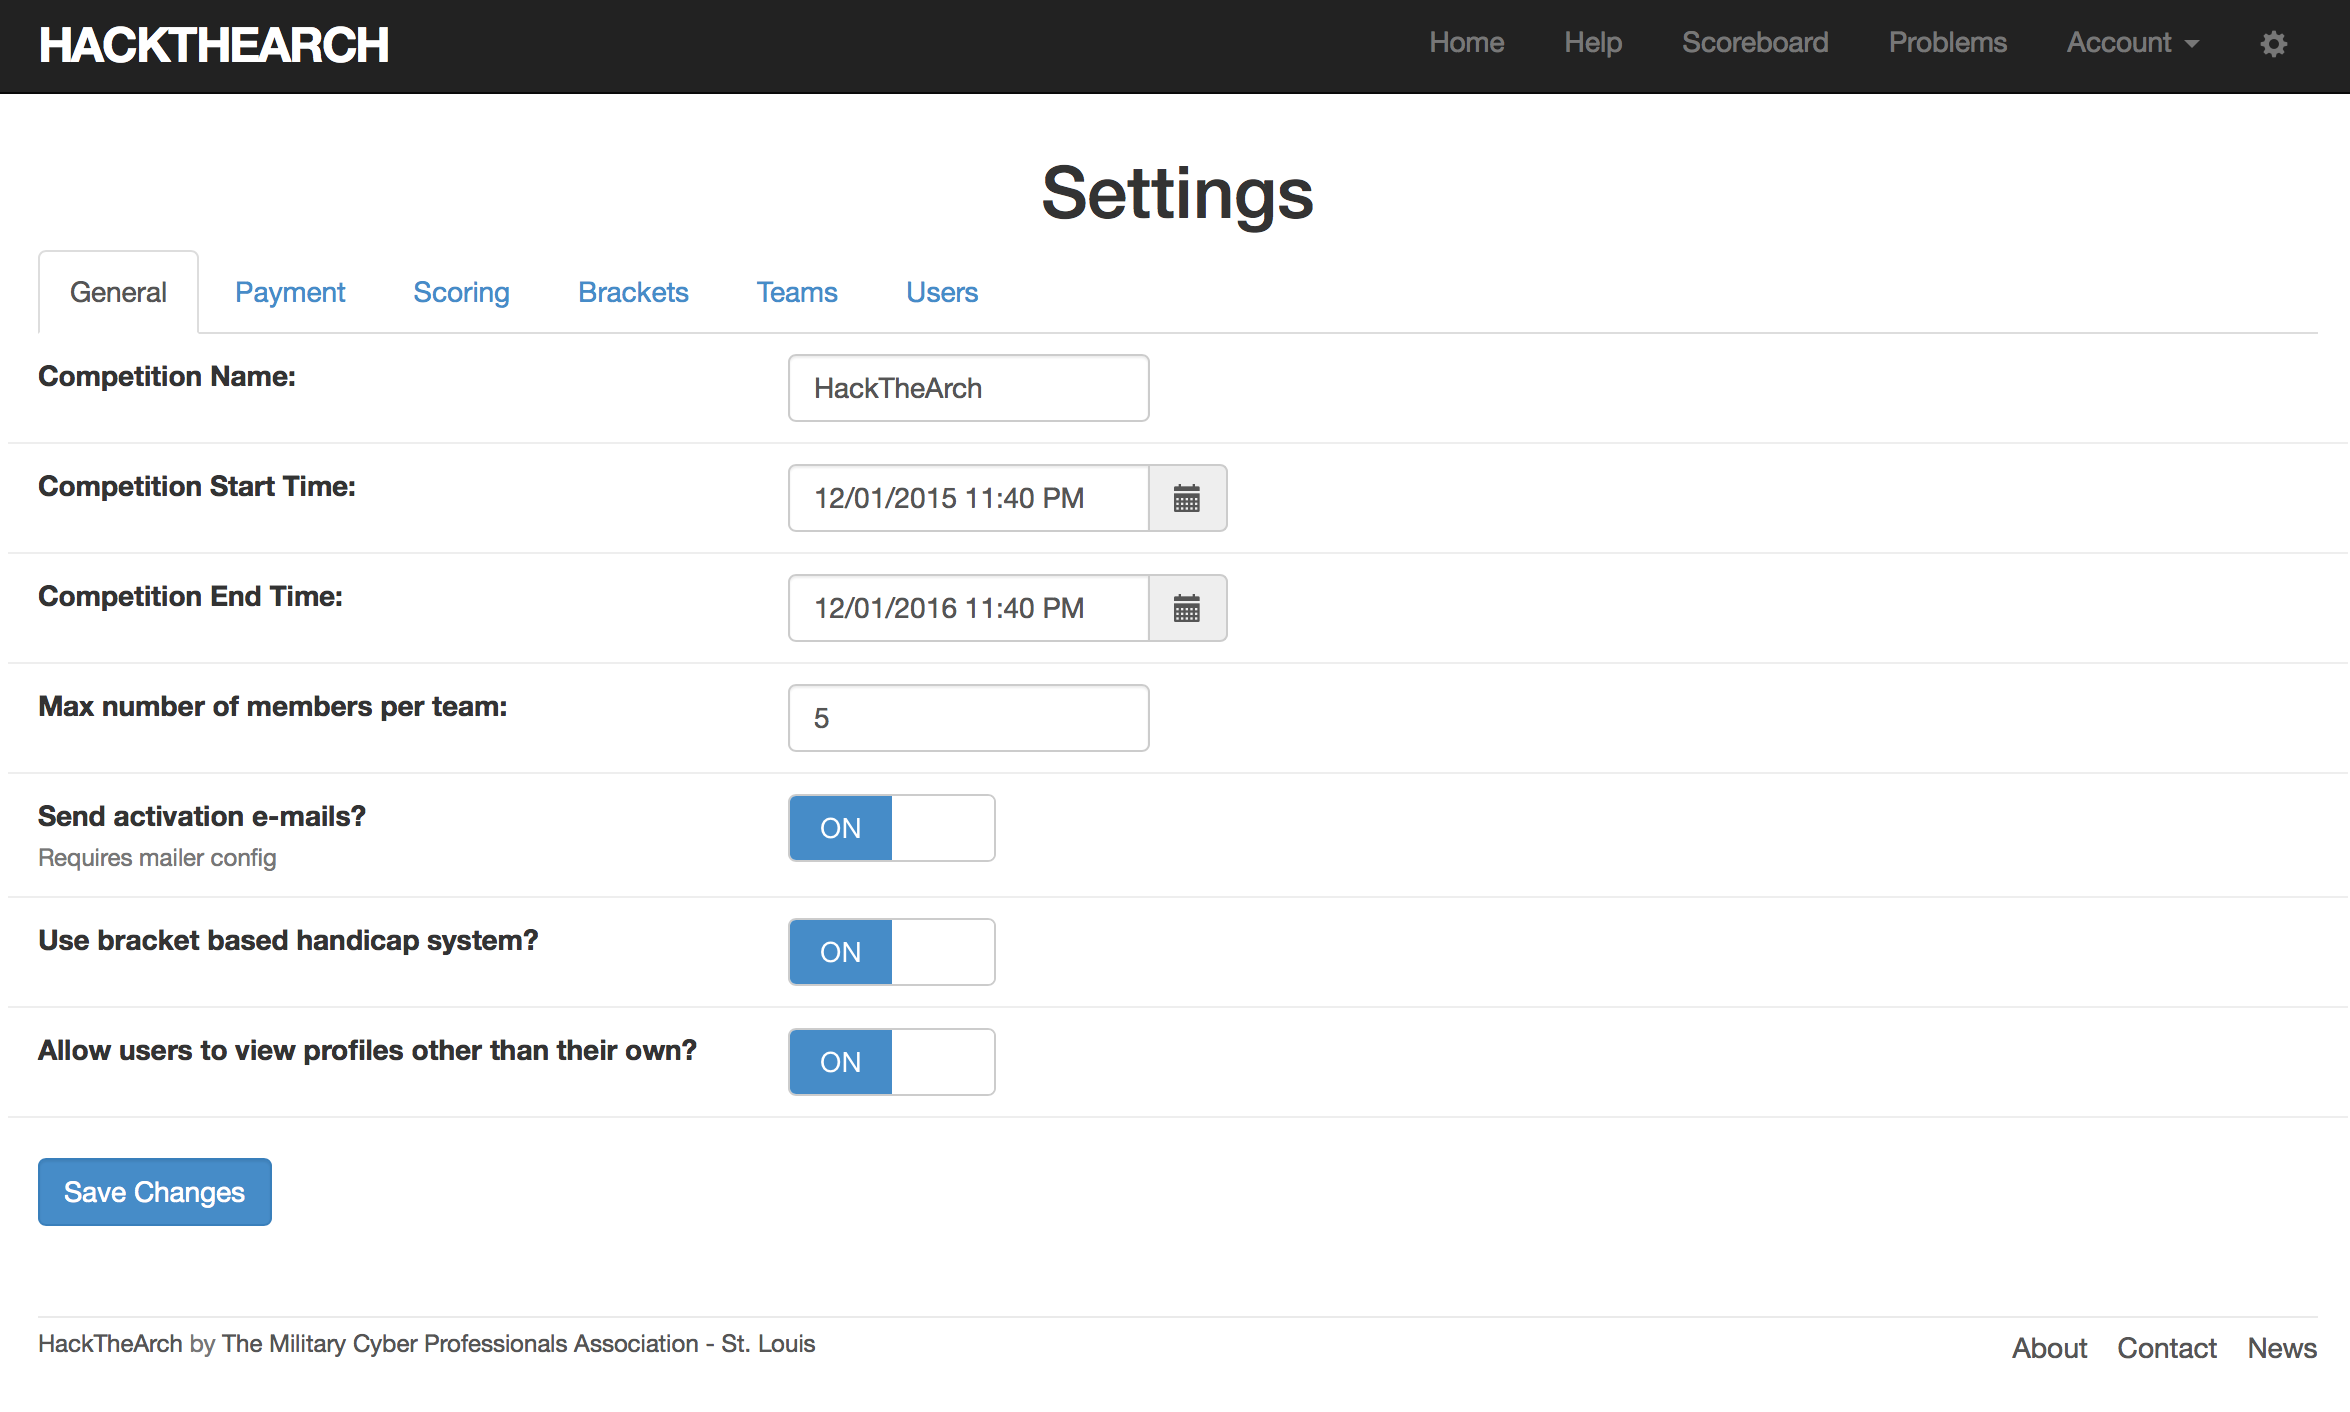 HACKTHEARCH Home Help Scoreboard Problems Account
Settings
General Payment Scoring Brackets Teams Users
Competition Name: HackTheArch
Competition Start Time: 12/01/2015 11:40 PM
Competition End Time: 12/01/2016 11:40 PM
Max number of members per team: 5
Send activation e-mails? ON
Requires mailer config
Use bracket based handicap system? ON
Allow users to view profiles other than their own? ON
Save Changes
HackTheArch by The Military Cyber Professionals Association - St. Louis About Contact News